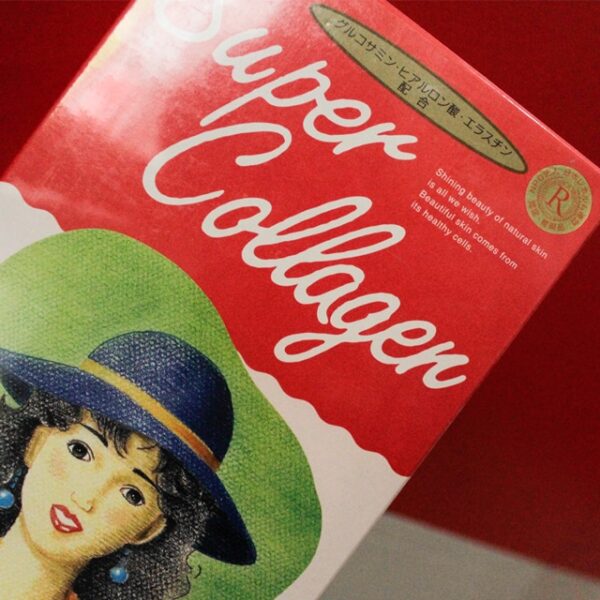 Super
Collagen
グルコサミン・ヒアルロン酸・エラスチン
配合
Shining beauty of natural skin
is all we wish.
Beautiful skin comes from
its healthy cells.
R